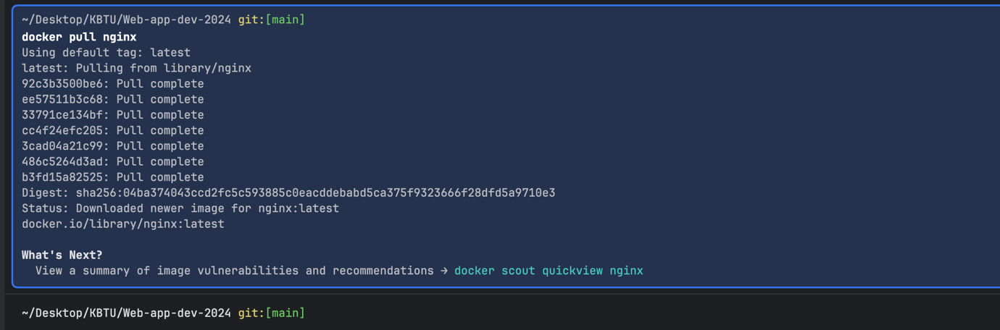 ~/Desktop/KBTU/Web-app-dev-2024 git:[main]
docker pull nginx
Using default tag: latest
latest: Pulling from library/nginx
92c3b3500be6: Pull complete
ee57511b3c68: Pull complete
33791ce134bf: Pull complete
cc4f24efc205: Pull complete
3cad04a21c99: Pull complete
486c5264d3ad: Pull complete
b3fd15a82525: Pull complete
Digest: sha256:04ba374043ccd2fc5c593885c0eacddebabd5ca375f9323666f28dfd5a9710e3
Status: Downloaded newer image for nginx:latest
docker.io/library/nginx:latest
What's Next?
View a summary of image vulnerabilities and recommendations → docker scout quickview nginx
~/Desktop/KBTU/Web-app-dev-2024 git:[main]